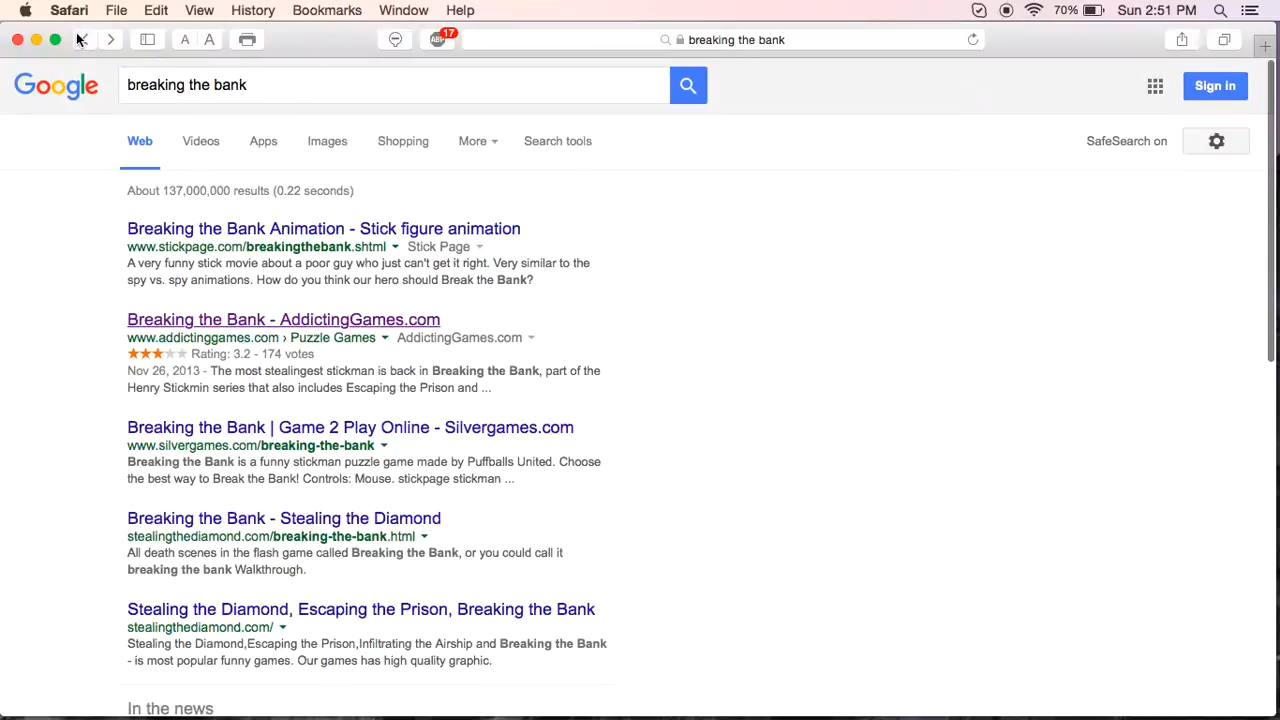 Safari File Edit View History Bookmarks Window Help 70% Sun 2:51 PM
A A ABP 17 breaking the bank
Google breaking the bank Sign in
Web Videos Apps Images Shopping More Search tools SafeSearch on
About 137,000,000 results (0.22 seconds)
Breaking the Bank Animation - Stick figure animation
www.stickpage.com/breakingthebank.shtml Stick Page
A very funny stick movie about a poor guy who just can't get it right. Very similar to the
spy vs. spy animations. How do you think our hero should Break the Bank?
Breaking the Bank - AddictingGames.com
www.addictinggames.com › Puzzle Games AddictingGames.com
Rating: 3.2 - 174 votes
Nov 26, 2013 - The most stealingest stickman is back in Breaking the Bank, part of the
Henry Stickmin series that also includes Escaping the Prison and ...
Breaking the Bank | Game 2 Play Online - Silvergames.com
www.silvergames.com/breaking-the-bank
Breaking the Bank is a funny stickman puzzle game made by Puffballs United. Choose
the best way to Break the Bank! Controls: Mouse. stickpage stickman ...
Breaking the Bank - Stealing the Diamond
stealingthediamond.com/breaking-the-bank.html
All death scenes in the flash game called Breaking the Bank, or you could call it
breaking the bank Walkthrough.
Stealing the Diamond, Escaping the Prison, Breaking the Bank
stealingthediamond.com/
Stealing the Diamond,Escaping the Prison,Infiltrating the Airship and Breaking the Bank
- is most popular funny games. Our games has high quality graphic.
In the news